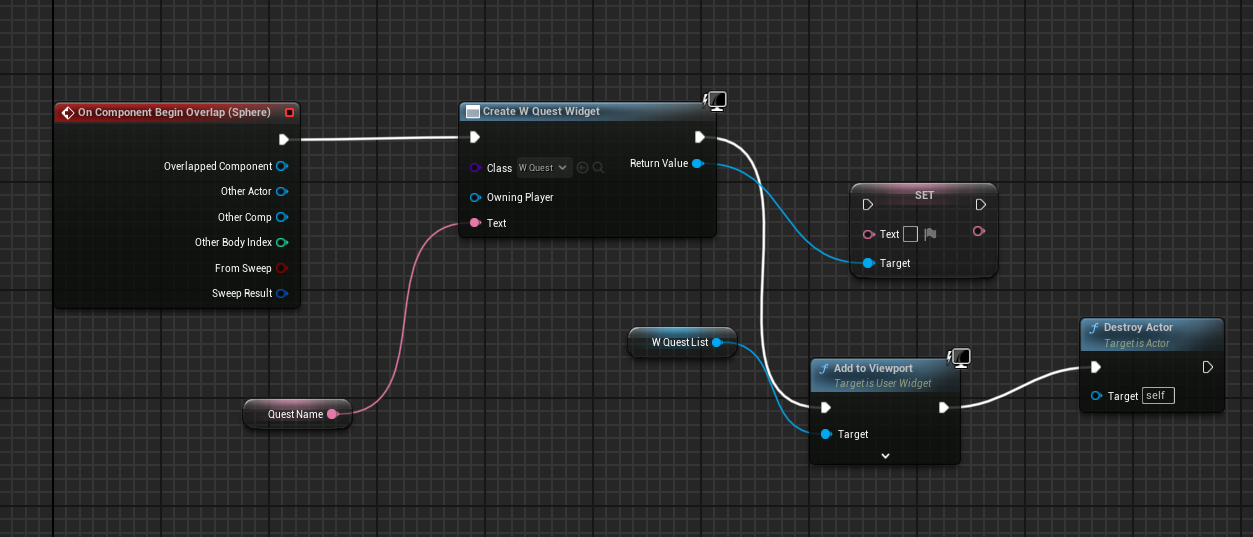 On Component Begin Overlap (Sphere)
Overlapped Component
Other Actor
Other Comp
Other Body Index
From Sweep
Sweep Result
Quest Name
Create W Quest Widget
Class W Quest
Return Value
Owning Player
Text
SET
Text
Target
W Quest List
Add to Viewport
Target is User Widget
Target
Destroy Actor
Target is Actor
Target self